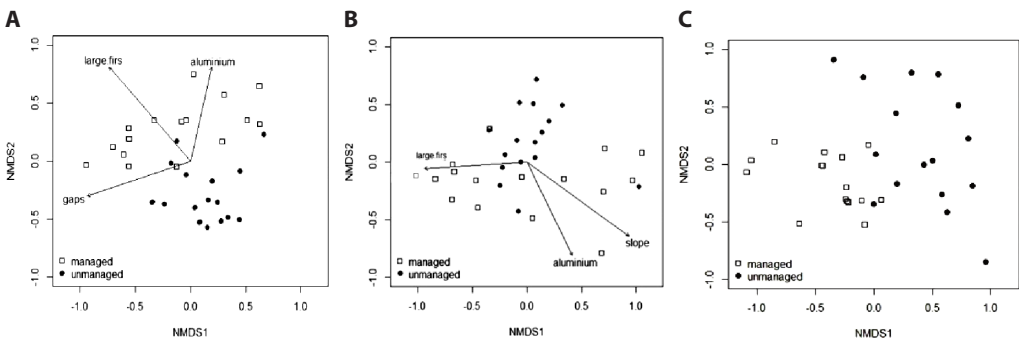 A
1.0
0.5
0.0
-0.5
-1.0
NMDS2
large firs
aluminium
gaps
managed
unmanaged
-1.0
-0.5
0.0
0.5
1.0
NMDS1
B
1.0
0.5
0.0
-0.5
-1.0
NMDS2
large firs
slope
aluminium
managed
unmanaged
-1.0
-0.5
0.0
0.5
1.0
NMDS1
C
1.0
0.5
0.0
-0.5
-1.0
NMDS2
managed
unmanaged
-1.0
-0.5
0.0
0.5
1.0
NMDS1